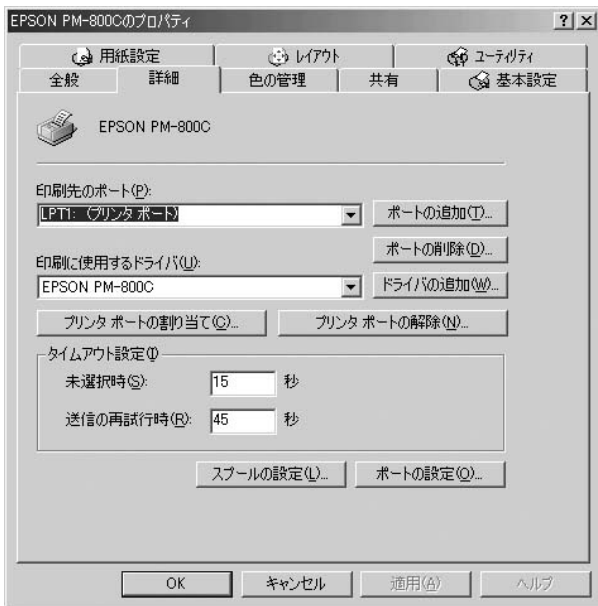 EPSON PM-800Cのプロパティ
用紙設定 レイアウト ユーティリティ
全般 詳細 色の管理 共有 基本設定
EPSON PM-800C
印刷先のポート(P):
LPT1: (プリンタ ポート) ポートの追加(T)...
ポートの削除(D)...
印刷に使用するドライバ(U):
EPSON PM-800C ドライバの追加(W)...
プリンタ ポートの割り当て(C)... プリンタ ポートの解除(N)...
タイムアウト設定(I)
未選択時(S): 15 秒
送信の再試行時(R): 45 秒
スプールの設定(L)... ポートの設定(O)...
OK キャンセル 適用(A) ヘルプ